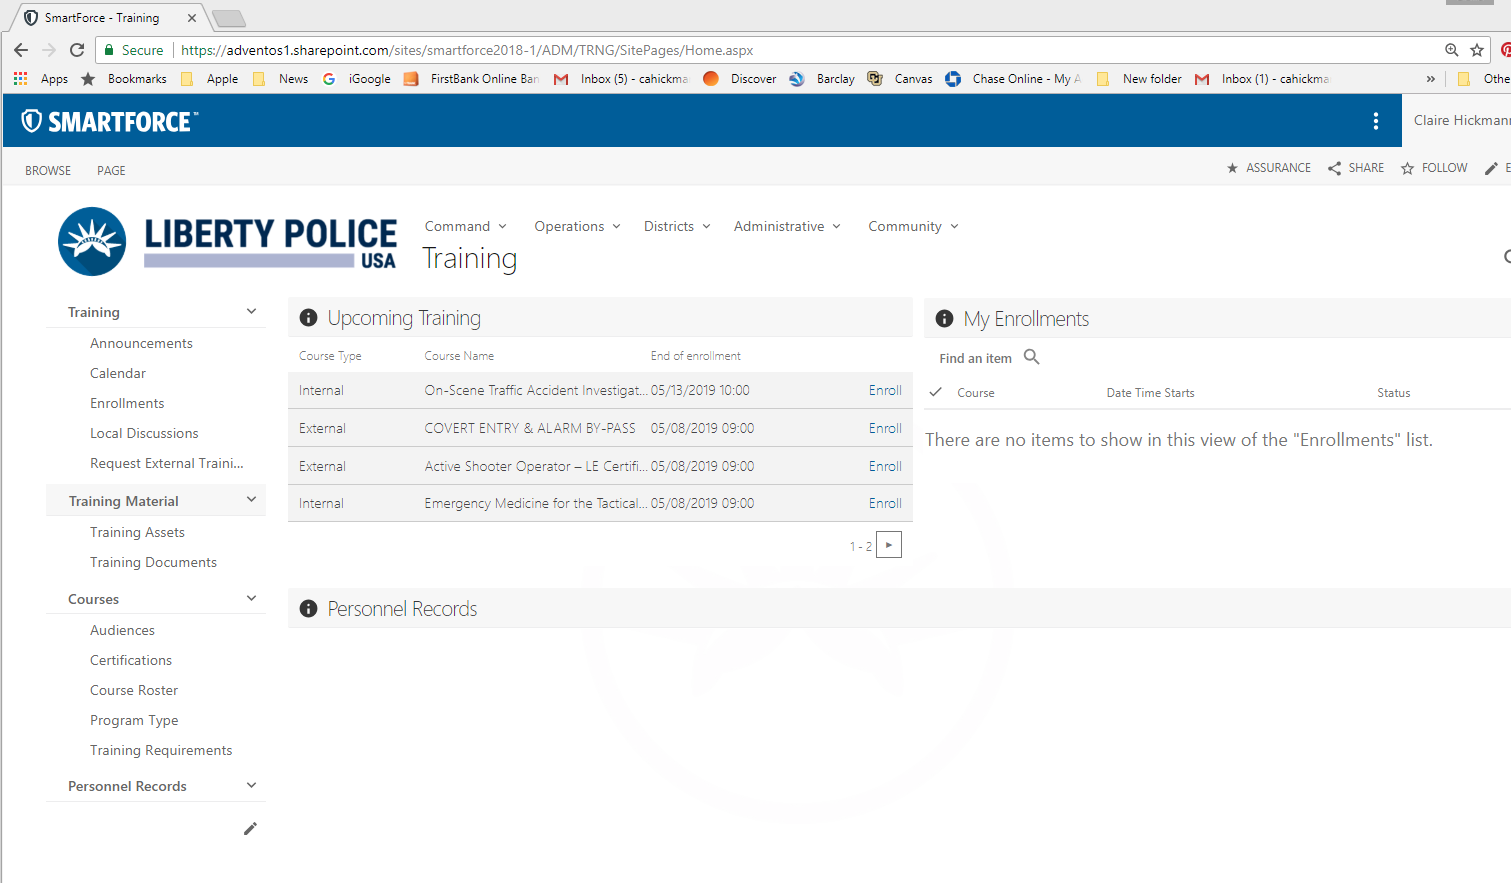 SmartForce - Training
Secure https://adventos1.sharepoint.com/sites/smartforce2018-1/ADM/TRNG/SitePages/Home.aspx
Apps Bookmarks Apple News iGoogle FirstBank Online Ban Inbox (5) - cahickma Discover Barclay Canvas Chase Online - My A New folder Inbox (1) - cahickma » Othe
SMARTFORCE™ Claire Hickman
BROWSE PAGE ASSURANCE SHARE FOLLOW E
LIBERTY POLICE
USA
Command Operations Districts Administrative Community
Training
Training
Announcements
Calendar
Enrollments
Local Discussions
Request External Traini...
Training Material
Training Assets
Training Documents
Courses
Audiences
Certifications
Course Roster
Program Type
Training Requirements
Personnel Records
Upcoming Training
Course Type Course Name End of enrollment
Internal On-Scene Traffic Accident Investigat... 05/13/2019 10:00 Enroll
External COVERT ENTRY & ALARM BY-PASS 05/08/2019 09:00 Enroll
External Active Shooter Operator – LE Certifi... 05/08/2019 09:00 Enroll
Internal Emergency Medicine for the Tactical... 05/08/2019 09:00 Enroll
1 - 2
My Enrollments
Find an item
Course Date Time Starts Status
There are no items to show in this view of the "Enrollments" list.
Personnel Records